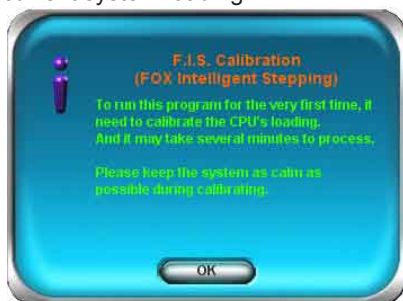 F.I.S. Calibration
(FOX Intelligent Stepping)
To run this program for the very first time, it
need to calibrate the CPU's loading.
And it may take several minutes to process,
Please keep the system as calm as
possible during calibrating.
OK